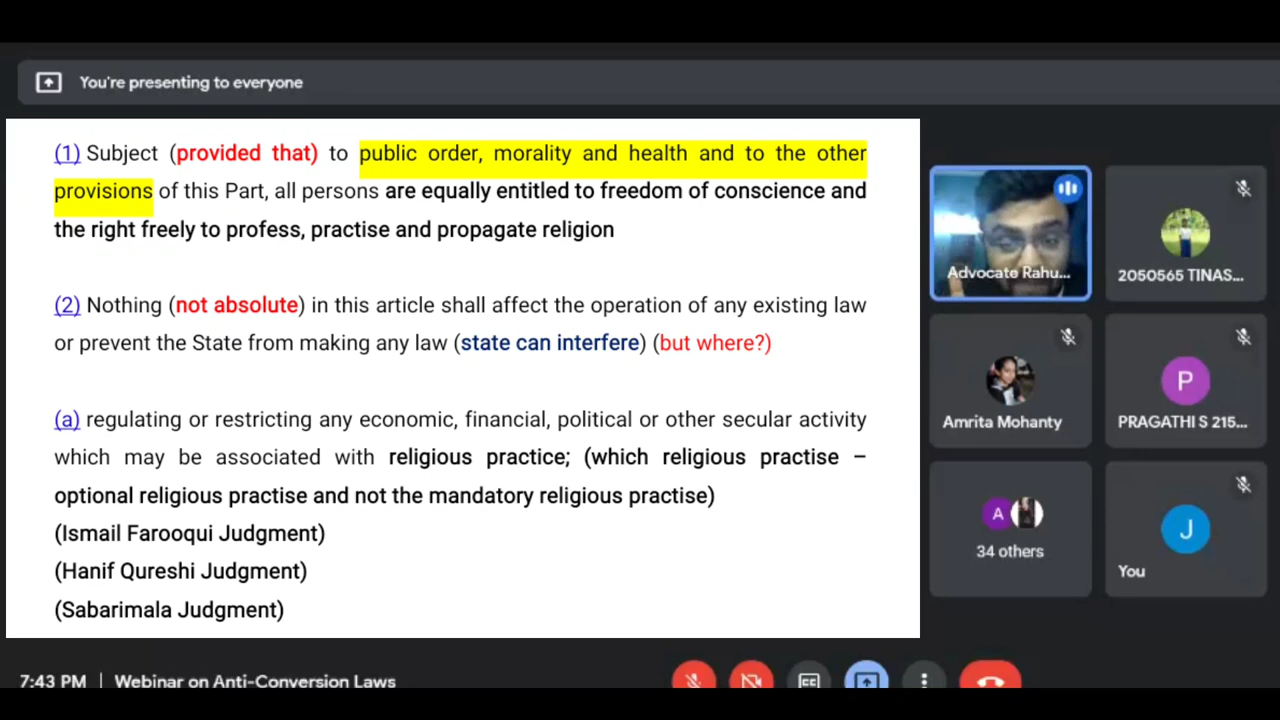 You're presenting to everyone
(1) Subject (provided that) to public order, morality and health and to the other
provisions of this Part, all persons are equally entitled to freedom of conscience and
the right freely to profess, practise and propagate religion
(2) Nothing (not absolute) in this article shall affect the operation of any existing law
or prevent the State from making any law (state can interfere) (but where?)
(a) regulating or restricting any economic, financial, political or other secular activity
which may be associated with religious practice; (which religious practise –
optional religious practise and not the mandatory religious practise)
(Ismail Farooqui Judgment)
(Hanif Qureshi Judgment)
(Sabarimala Judgment)
Advocate Rahu...
2050565 TINAS...
Amrita Mohanty
P
PRAGATHI S 215...
A
34 others
J
You
7:43 PM | Webinar on Anti-Conversion Laws
CC